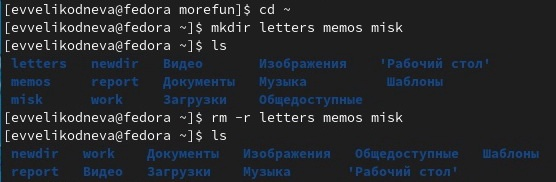 [evvelikodneva@fedora morefun]$ cd ~
[evvelikodneva@fedora ~]$ mkdir letters memos misk
[evvelikodneva@fedora ~]$ ls
letters newdir Видео Изображения 'Рабочий стол'
memos report Документы Музыка Шаблоны
misk work Загрузки Общедоступные
[evvelikodneva@fedora ~]$ rm -r letters memos misk
[evvelikodneva@fedora ~]$ ls
newdir work Документы Изображения Общедоступные Шаблоны
report Видео Загрузки Музыка 'Рабочий стол'